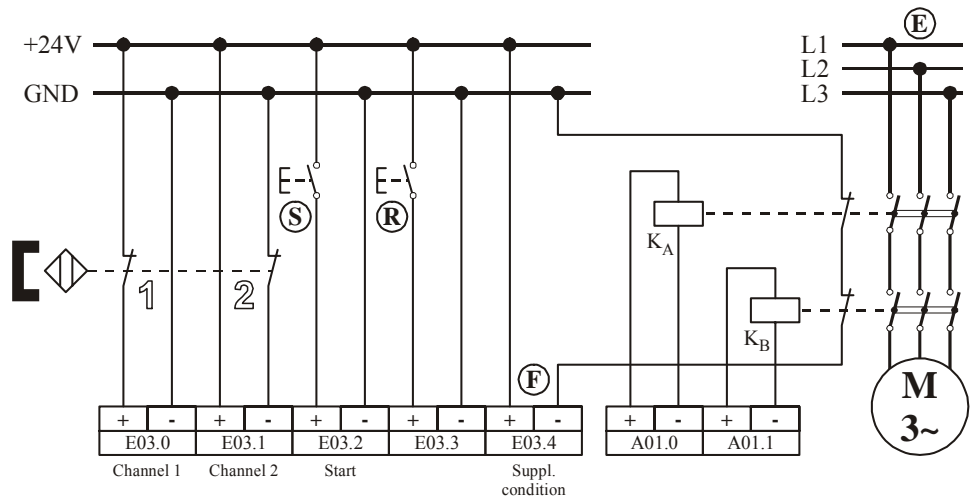 +24V
GND
L1
L2
L3
E
S
R
1
2
K_A
K_B
F
M
3~
+ - + - + - + - + -
E03.0 E03.1 E03.2 E03.3 E03.4
+ - + -
A01.0 A01.1
Channel 1
Channel 2
Start
Suppl.
condition